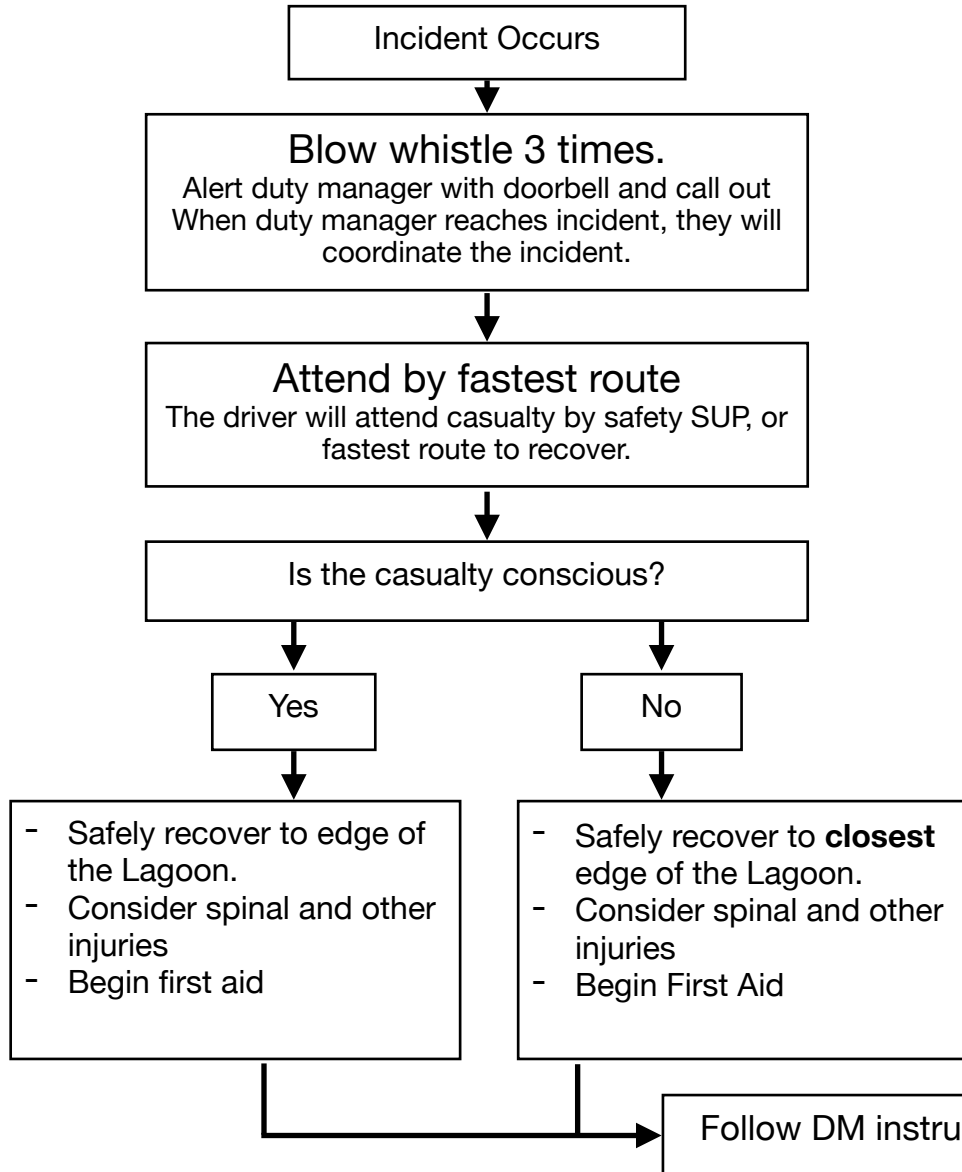 Incident Occurs
Blow whistle 3 times.
Alert duty manager with doorbell and call out
When duty manager reaches incident, they will
coordinate the incident.
Attend by fastest route
The driver will attend casualty by safety SUP, or
fastest route to recover.
Is the casualty conscious?
Yes
No
- Safely recover to edge of
the Lagoon.
- Consider spinal and other
injuries
- Begin first aid
- Safely recover to closest
edge of the Lagoon.
- Consider spinal and other
injuries
- Begin First Aid
Follow DM instru